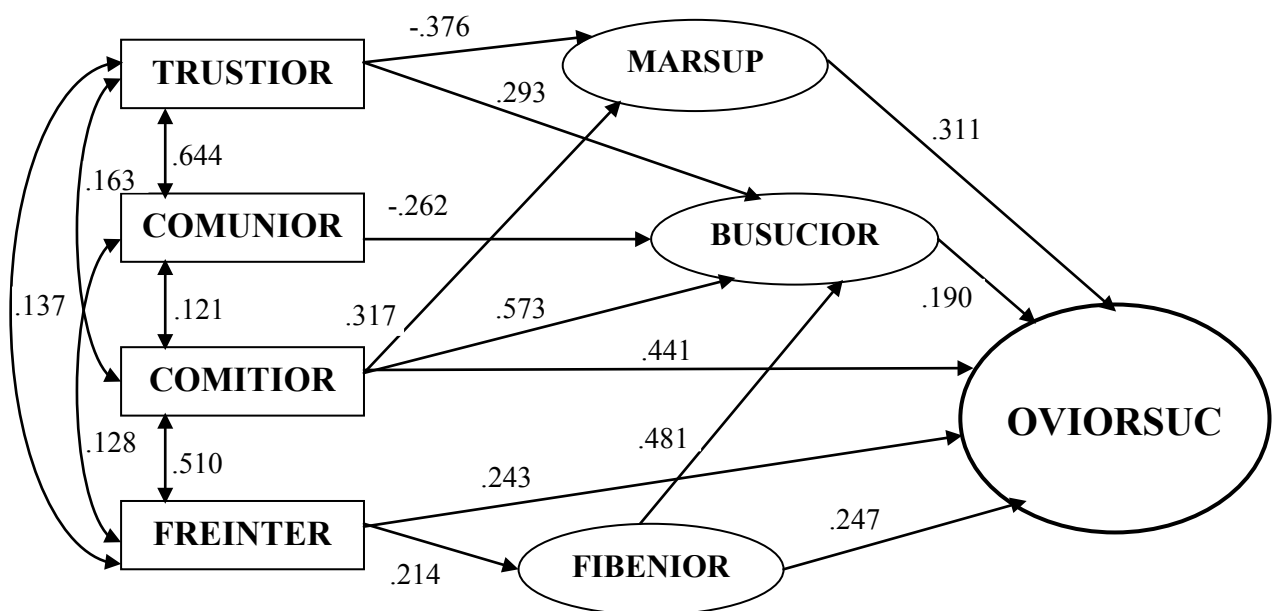 -.376
MARSUP
TRUSTIOR
.293
.311
.644
.163
-.262
COMUNIOR
BUSUCIOR
.137
.121
.317
.573
.190
.441
COMITIOR
OVIORSUC
.128
.510
.481
.243
FREINTER
.247
.214
FIBENIOR